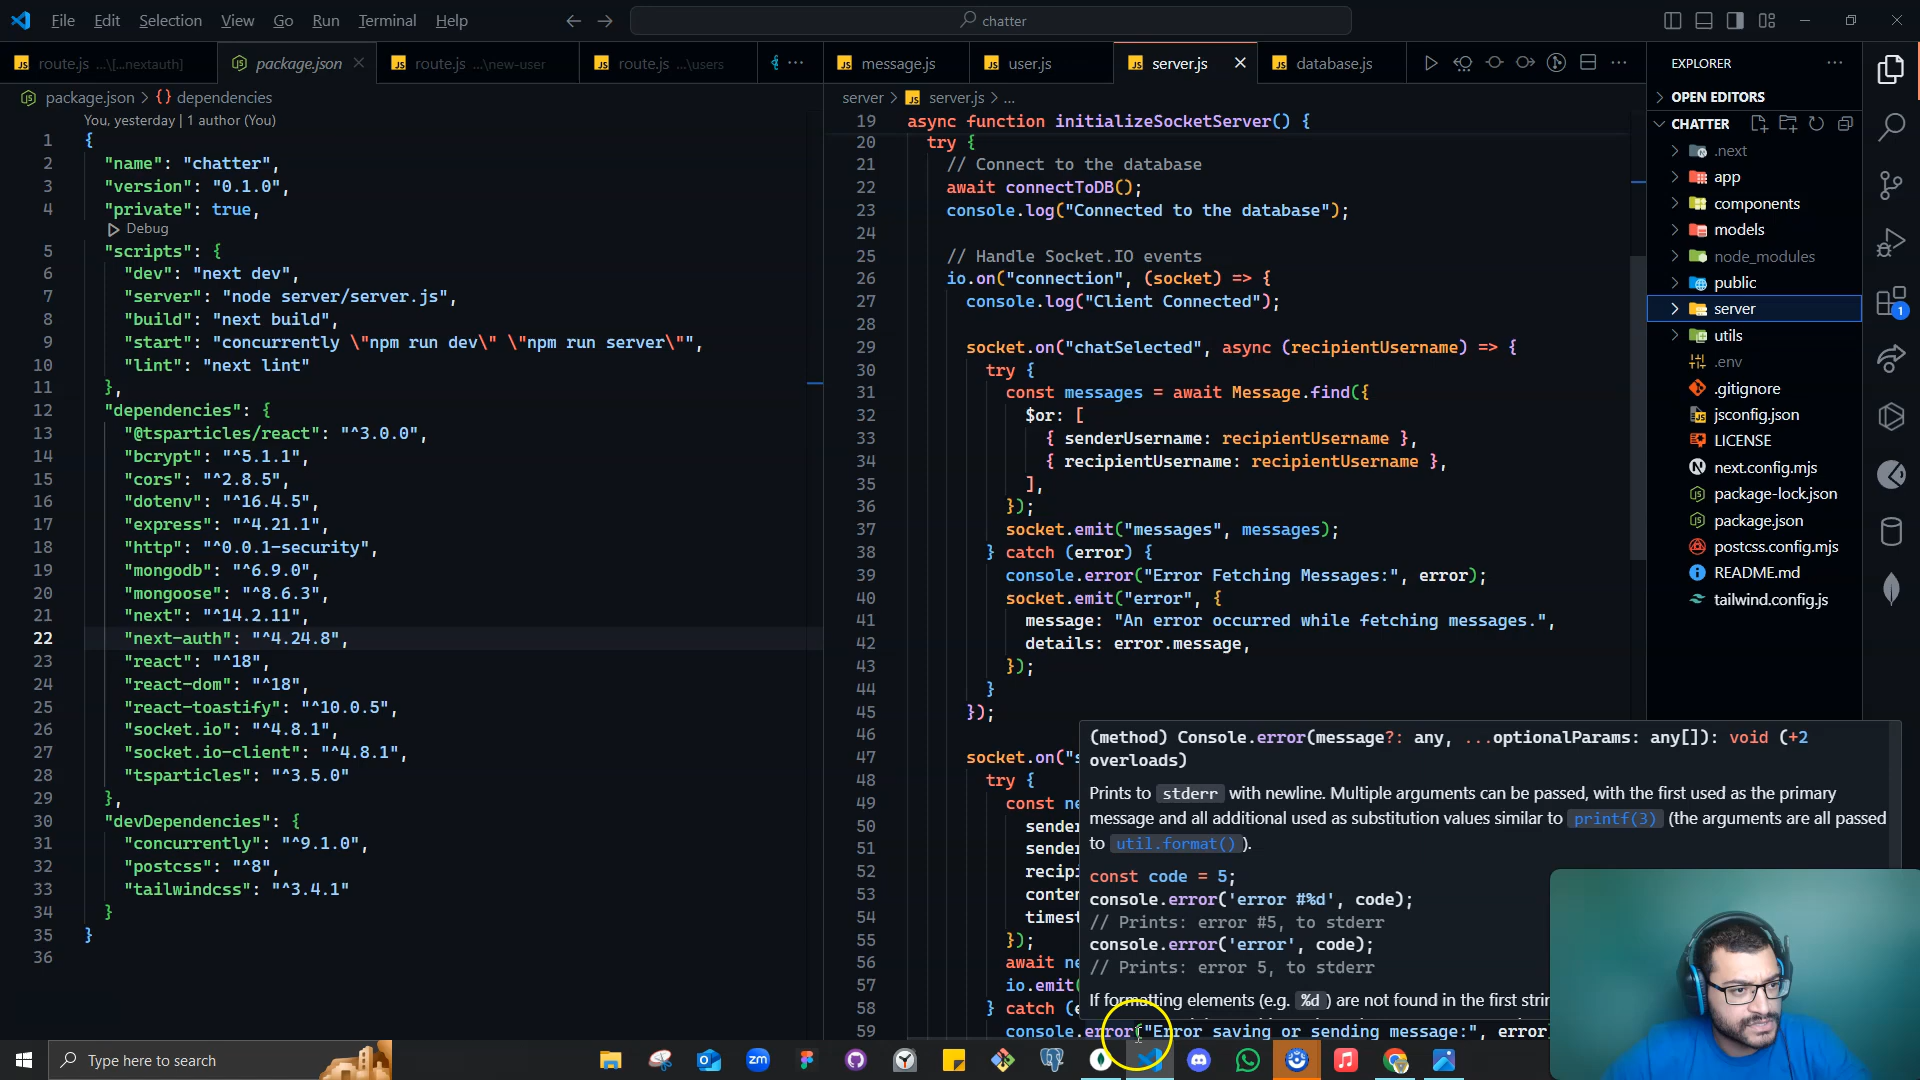 File Edit Selection View Go Run Terminal Help
chatter
route.js ...\[...nextauth]
package.json
route.js ...\new-user
route.js ...\users
message.js
user.js
server.js
database.js
package.json > {} dependencies
You, yesterday | 1 author (You)
1 {
2 "name": "chatter",
3 "version": "0.1.0",
4 "private": true,
Debug
5 "scripts": {
6 "dev": "next dev",
7 "server": "node server/server.js",
8 "build": "next build",
9 "start": "concurrently \"npm run dev\" \"npm run server\"",
10 "lint": "next lint"
11 },
12 "dependencies": {
13 "@tsparticles/react": "^3.0.0",
14 "bcrypt": "^5.1.1",
15 "cors": "^2.8.5",
16 "dotenv": "^16.4.5",
17 "express": "^4.21.1",
18 "http": "^0.0.1-security",
19 "mongodb": "^6.9.0",
20 "mongoose": "^8.6.3",
21 "next": "^14.2.11",
22 "next-auth": "^4.24.8",
23 "react": "^18",
24 "react-dom": "^18",
25 "react-toastify": "^10.0.5",
26 "socket.io": "^4.8.1",
27 "socket.io-client": "^4.8.1",
28 "tsparticles": "^3.5.0"
29 },
30 "devDependencies": {
31 "concurrently": "^9.1.0",
32 "postcss": "^8",
33 "tailwindcss": "^3.4.1"
34 }
35 }
36
server > server.js > ...
19 async function initializeSocketServer() {
20 try {
21 // Connect to the database
22 await connectToDB();
23 console.log("Connected to the database");
24
25 // Handle Socket.IO events
26 io.on("connection", (socket) => {
27 console.log("Client Connected");
28
29 socket.on("chatSelected", async (recipientUsername) => {
30 try {
31 const messages = await Message.find({
32 $or: [
33 { senderUsername: recipientUsername },
34 { recipientUsername: recipientUsername },
35 ],
36 });
37 socket.emit("messages", messages);
38 } catch (error) {
39 console.error("Error Fetching Messages:", error);
40 socket.emit("error", {
41 message: "An error occurred while fetching messages.",
42 details: error.message,
43 });
44 }
45 });
46
47 socket.on("s
48 try {
49 const ne
50 sender
51 sender
52 recipi
53 conten
54 timest
55 });
56 await ne
57 io.emit(
58 } catch (e
59 console.error("Error saving or sending message:", error
(method) Console.error(message?: any, ...optionalParams: any[]): void (+2
overloads)
Prints to stderr with newline. Multiple arguments can be passed, with the first used as the primary
message and all additional used as substitution values similar to printf(3) (the arguments are all passed
to util.format()).
const code = 5;
console.error('error #%d', code);
// Prints: error #5, to stderr
console.error('error', code);
// Prints: error 5, to stderr
If formatting elements (e.g. %d) are not found in the first strin
EXPLORER
OPEN EDITORS
CHATTER
.next
app
components
models
node_modules
public
server
utils
.env
.gitignore
jsconfig.json
LICENSE
next.config.mjs
package-lock.json
package.json
postcss.config.mjs
README.md
tailwind.config.js
1
Type here to search
zm